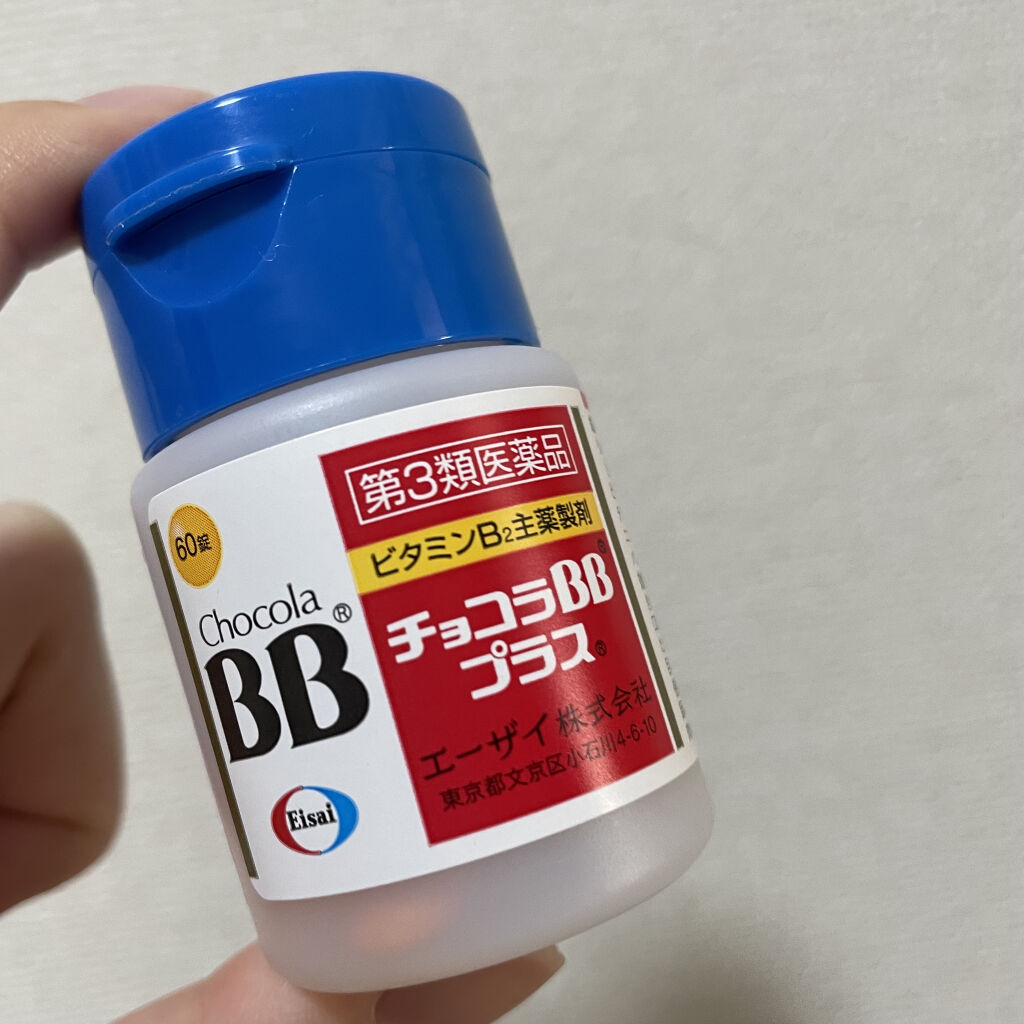 60錠
Chocola
BB®
Eisai
第3類医薬品
ビタミンB₂主薬製剤
チョコラBB®
プラス®
エーザイ株式会社
東京都文京区小石川4-6-10